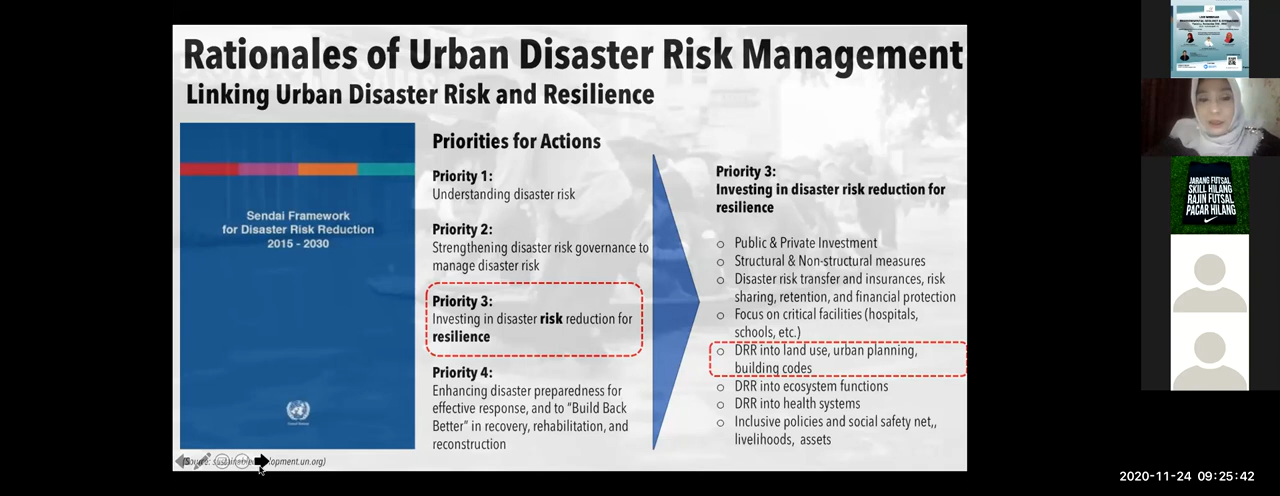 Rationales of Urban Disaster Risk Management
Linking Urban Disaster Risk and Resilience
Sendai Framework
for Disaster Risk Reduction
2015 - 2030
Priorities for Actions
Priority 1:
Understanding disaster risk
Priority 2:
Strengthening disaster risk governance to
manage disaster risk
Priority 3:
Investing in disaster risk reduction for
resilience
Priority 4:
Enhancing disaster preparedness for
effective response, and to “Build Back
Better” in recovery, rehabilitation, and
reconstruction
Priority 3:
Investing in disaster risk reduction for
resilience
o Public & Private Investment
o Structural & Non-structural measures
o Disaster risk transfer and insurances, risk
sharing, retention, and financial protection
o Focus on critical facilities (hospitals,
schools, etc.)
o DRR into land use, urban planning,
building codes
o DRR into ecosystem functions
o DRR into health systems
o Inclusive policies and social safety net,,
livelihoods, assets
JARANG FUTSAL
SKILL HILANG
RAJIN FUTSAL
PACAR HILANG
2020-11-24 09:25:42